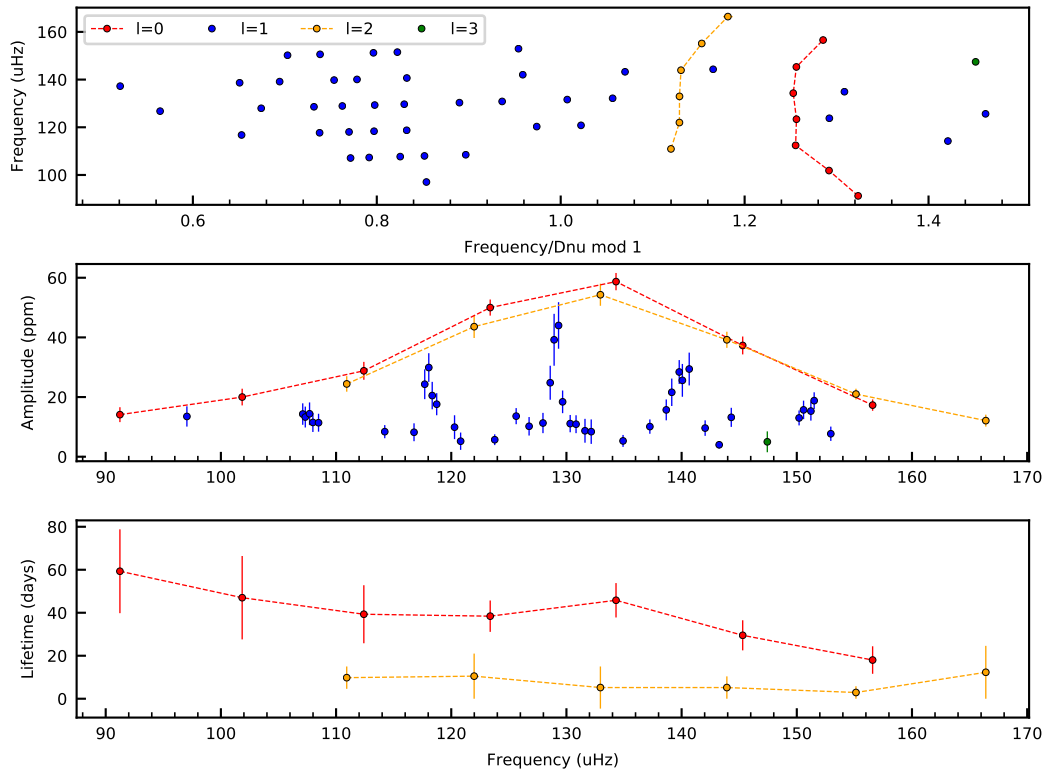 l=0 l=1 l=2 l=3
Frequency (uHz)
160
140
120
100
0.6 0.8 1.0 1.2 1.4
Frequency/Dnu mod 1
Amplitude (ppm)
60
40
20
0
90 100 110 120 130 140 150 160 170
Lifetime (days)
80
60
40
20
0
90 100 110 120 130 140 150 160 170
Frequency (uHz)